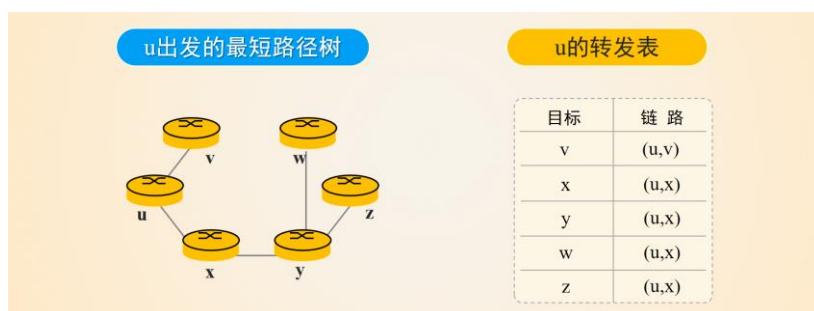 u出发的最短路径树
u的转发表
v
w
u
z
x
y
目标 链路
v (u,v)
x (u,x)
y (u,x)
w (u,x)
z (u,x)